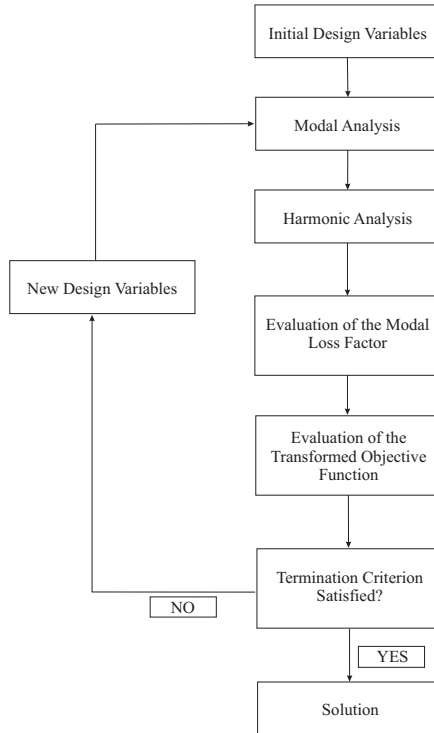 Initial Design Variables
Modal Analysis
Harmonic Analysis
New Design Variables
Evaluation of the Modal
Loss Factor
Evaluation of the
Transformed Objective
Function
Termination Criterion
Satisfied?
NO
YES
Solution